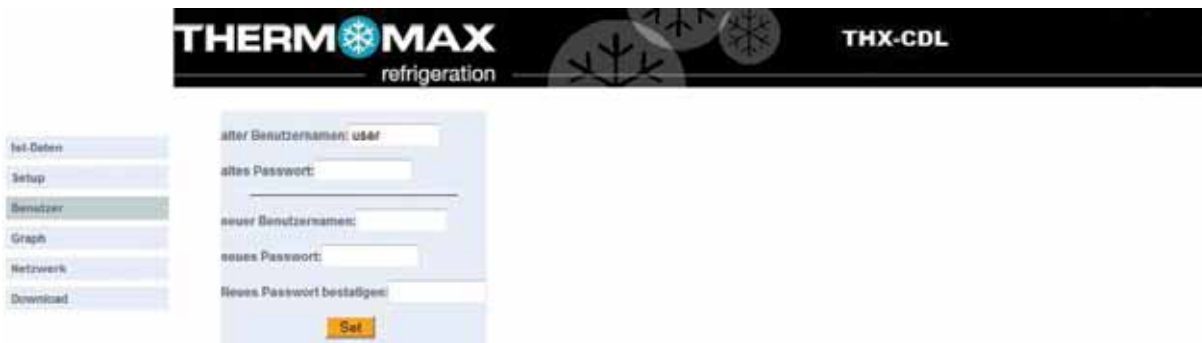 THERMOMAX
refrigeration
THX-CDL
Ist-Daten
Setup
Benutzer
Graph
Netzwerk
Download
alter Benutzernamen: user
altes Passwort:
neuer Benutzernamen:
neues Passwort:
Neues Passwort bestatigen:
Set